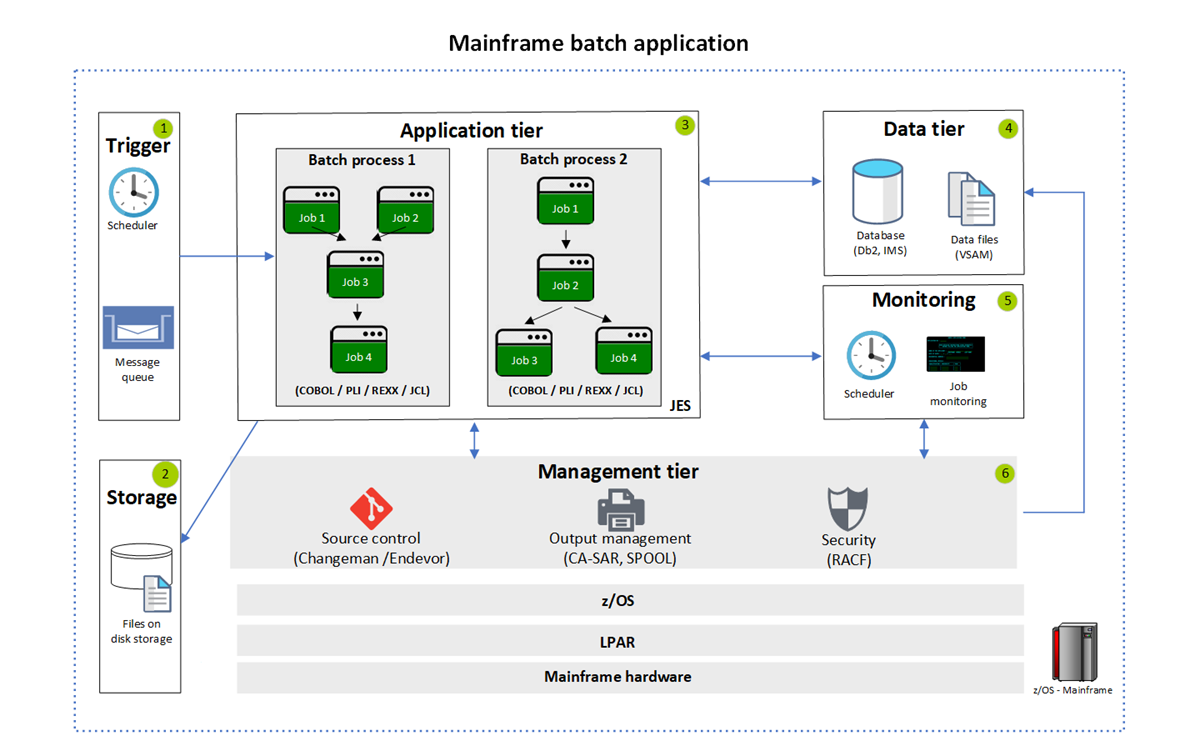 Mainframe batch application
1
Trigger
Scheduler
Message
queue
2
Storage
Files on
disk storage
3
Application tier
Batch process 1
Job 1
Job 2
Job 3
Job 4
(COBOL / PLI / REXX / JCL)
Batch process 2
Job 1
Job 2
Job 3
Job 4
(COBOL / PLI / REXX / JCL)
JES
Data tier
4
Database
(Db2, IMS)
Data files
(VSAM)
Monitoring
5
Scheduler
Job
monitoring
Management tier
6
Source control
(Changeman /Endevor)
Output management
(CA-SAR, SPOOL)
Security
(RACF)
z/OS
LPAR
Mainframe hardware
z/OS - Mainframe